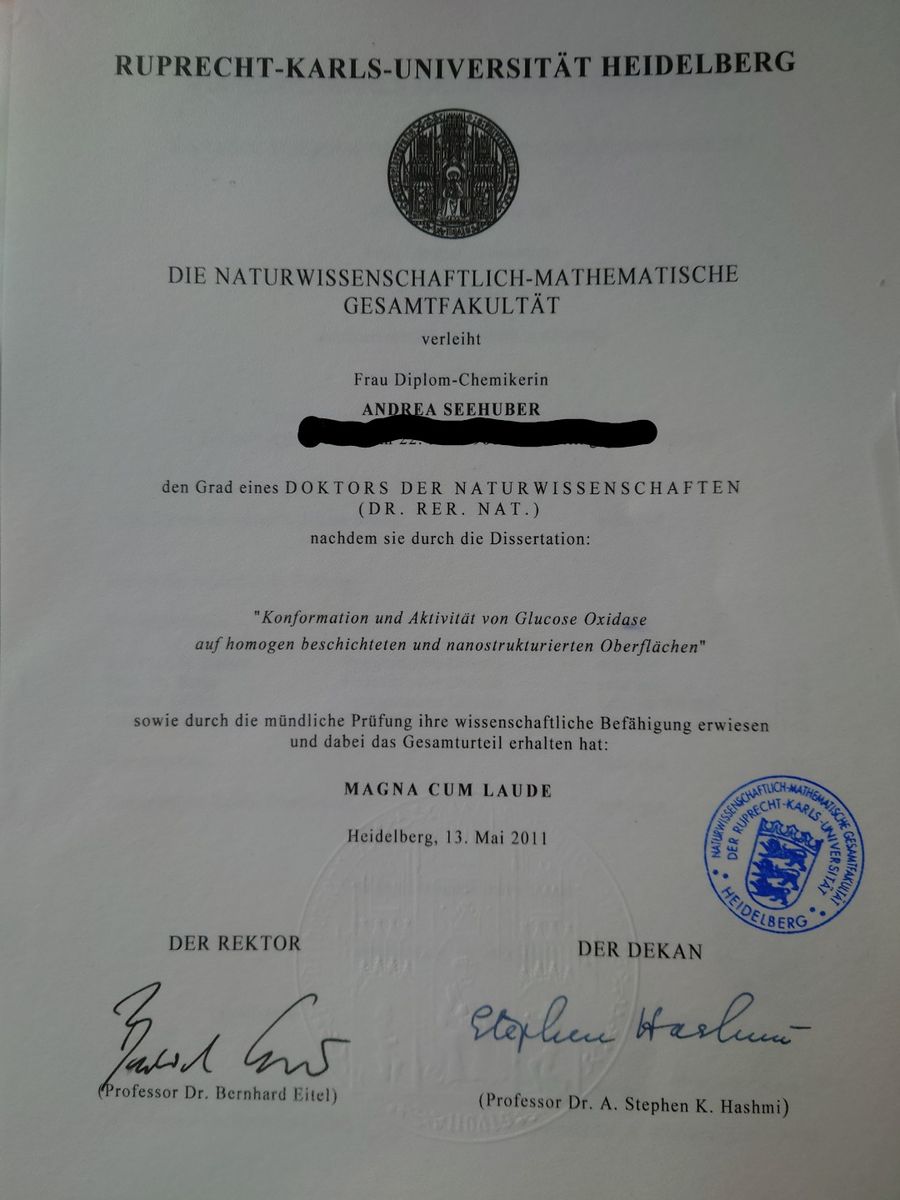 RUPRECHT-KARLS-UNIVERSITÄT HEIDELBERG
DIE NATURWISSENSCHAFTLICH-MATHEMATISCHE
GESAMTFAKULTÄT
verleiht
Frau Diplom-Chemikerin
ANDREA SEEHUBER
22.
den Grad eines DOKTORS DER NATURWISSENSCHAFTEN
(DR. RER. NAT.)
nachdem sie durch die Dissertation:
"Konformation und Aktivität von Glucose Oxidase
auf homogen beschichteten und nanostrukturierten Oberflächen"
sowie durch die mündliche Prüfung ihre wissenschaftliche Befähigung erwiesen
und dabei das Gesamturteil erhalten hat:
MAGNA CUM LAUDE
Heidelberg, 13. Mai 2011
NATURWISSENSCHAFTLICH-MATHEMATISCHE GESAMTFAKULTÄT
DER RUPRECHT-KARLS-UNIVERSITÄT
HEIDELBERG
DER REKTOR
DER DEKAN
Stephen Hashmi
(Professor Dr. Bernhard Eitel)
(Professor Dr. A. Stephen K. Hashmi)